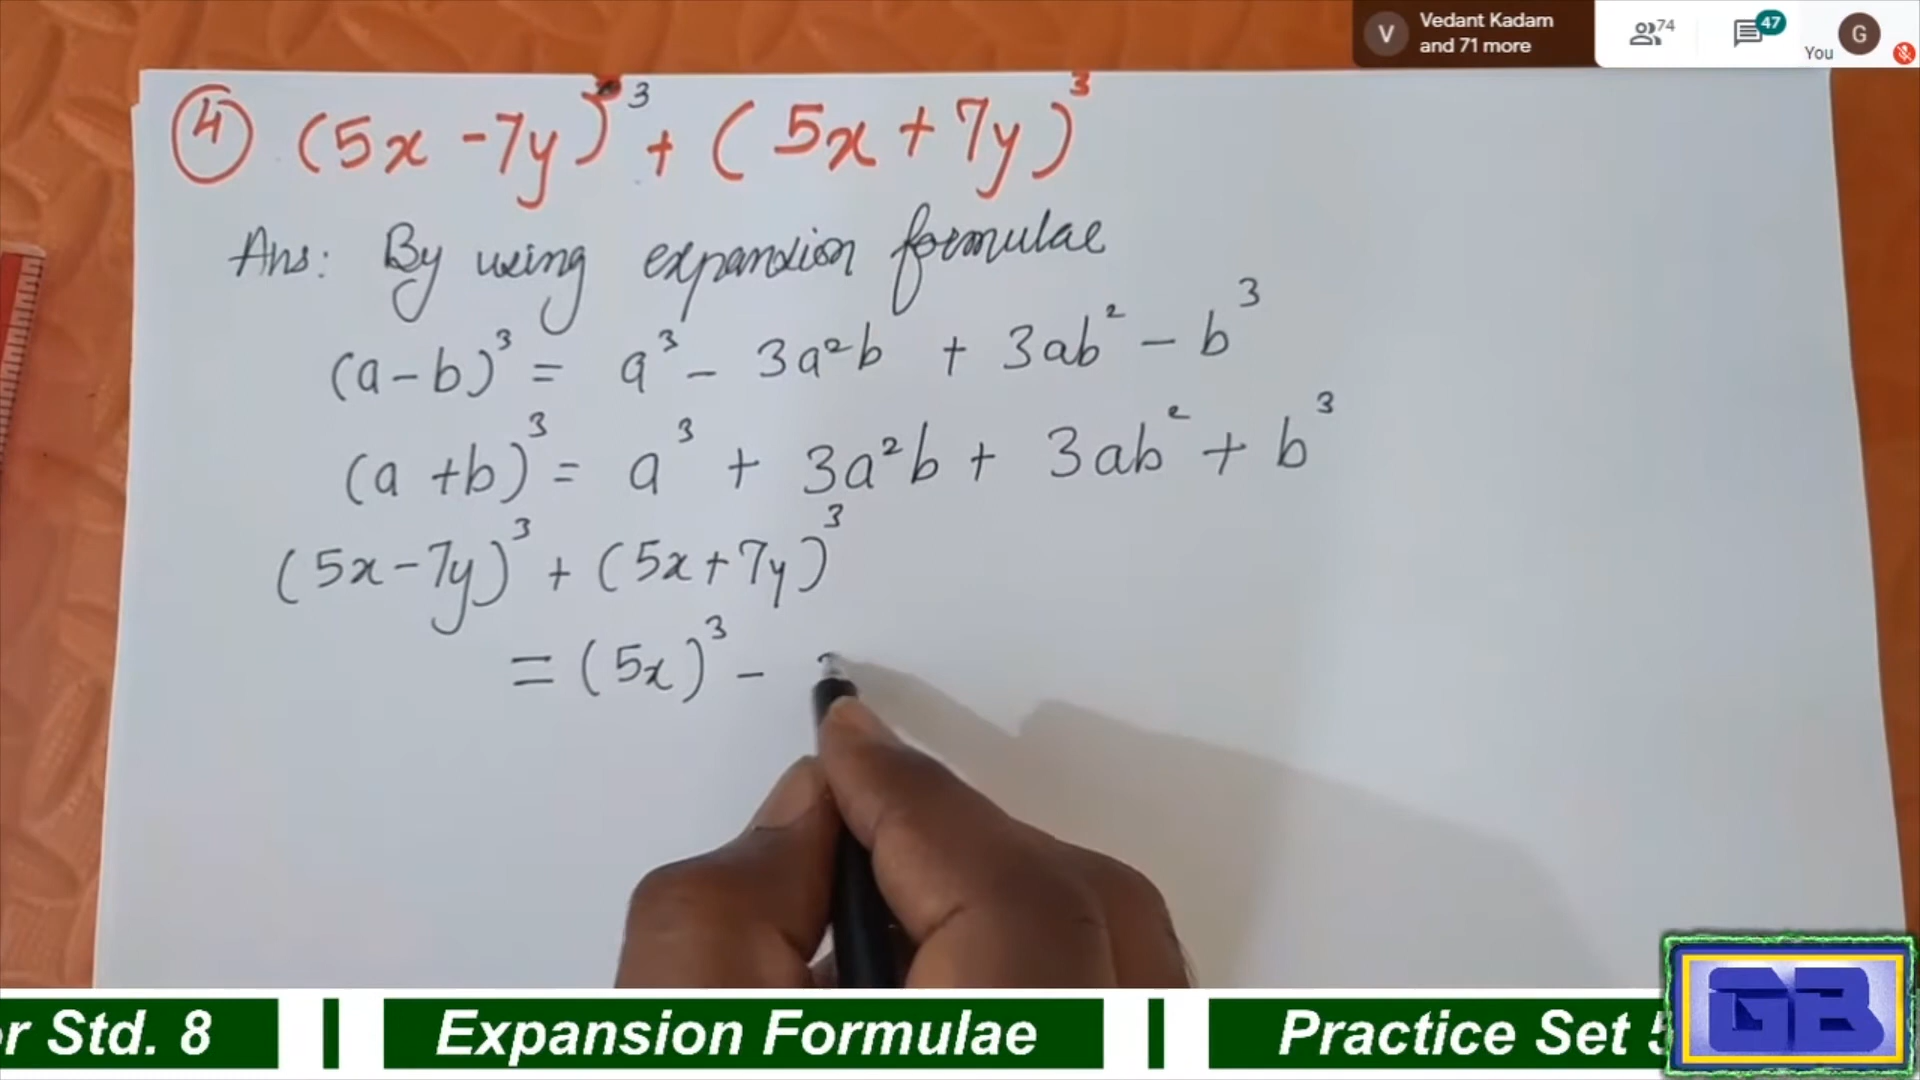 Vedant Kadam
and 71 more
74
47
You
G
V
④ (5x - 7y)³ + (5x + 7y)³
Ans: By using expansion formulae
(a - b)³ = a³ - 3a²b + 3ab² - b³
(a + b)³ = a³ + 3a²b + 3ab² + b³
(5x - 7y)³ + (5x + 7y)³
= (5x)³ -
r Std. 8 | Expansion Formulae | Practice Set
GB